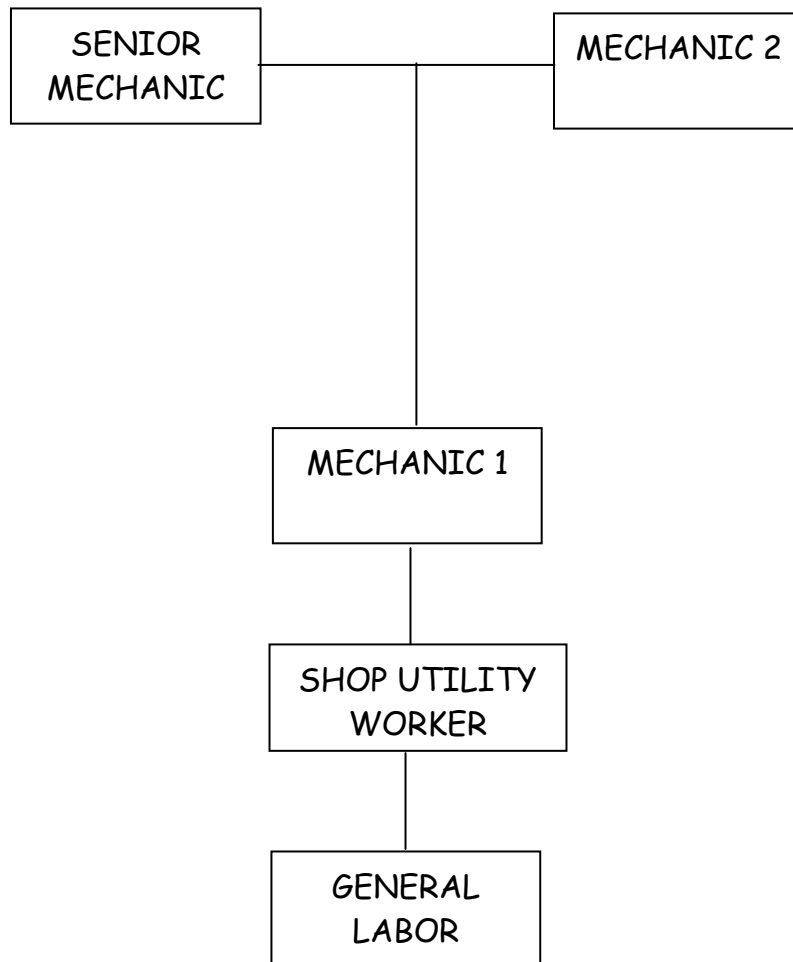 SENIOR
MECHANIC
MECHANIC 2
MECHANIC 1
SHOP UTILITY
WORKER
GENERAL
LABOR